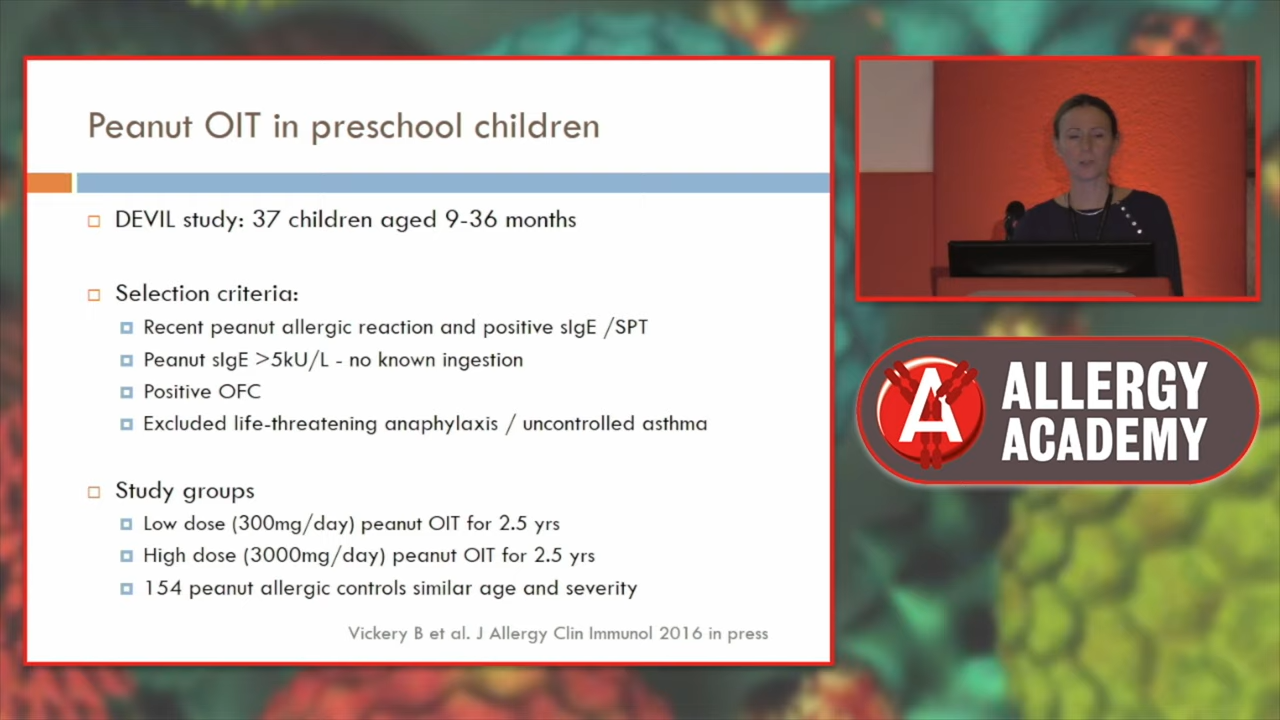 Peanut OIT in preschool children
DEVIL study: 37 children aged 9-36 months
Selection criteria:
Recent peanut allergic reaction and positive sIgE /SPT
Peanut sIgE >5kU/L - no known ingestion
Positive OFC
Excluded life-threatening anaphylaxis / uncontrolled asthma
Study groups
Low dose (300mg/day) peanut OIT for 2.5 yrs
High dose (3000mg/day) peanut OIT for 2.5 yrs
154 peanut allergic controls similar age and severity
Vickery B et al. J Allergy Clin Immunol 2016 in press
A
ALLERGY
ACADEMY